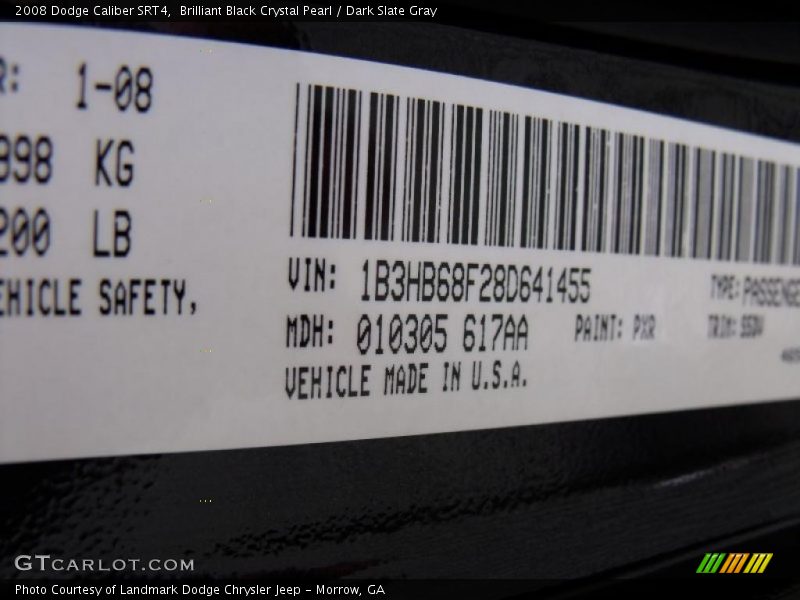 2008 Dodge Caliber SRT4,  Brilliant Black Crystal Pearl / Dark Slate Gray
R: 1-08
998 KG
200 LB
EHICLE SAFETY,
VIN: 1B3HB68F28D641455 TYPE: PASSENGE
MDH: 010305 617AA PAINT: PXR TRIM:
VEHICLE MADE IN U.S.A.
GTCARLOT.COM
Photo Courtesy of Landmark Dodge Chrysler Jeep - Morrow, GA